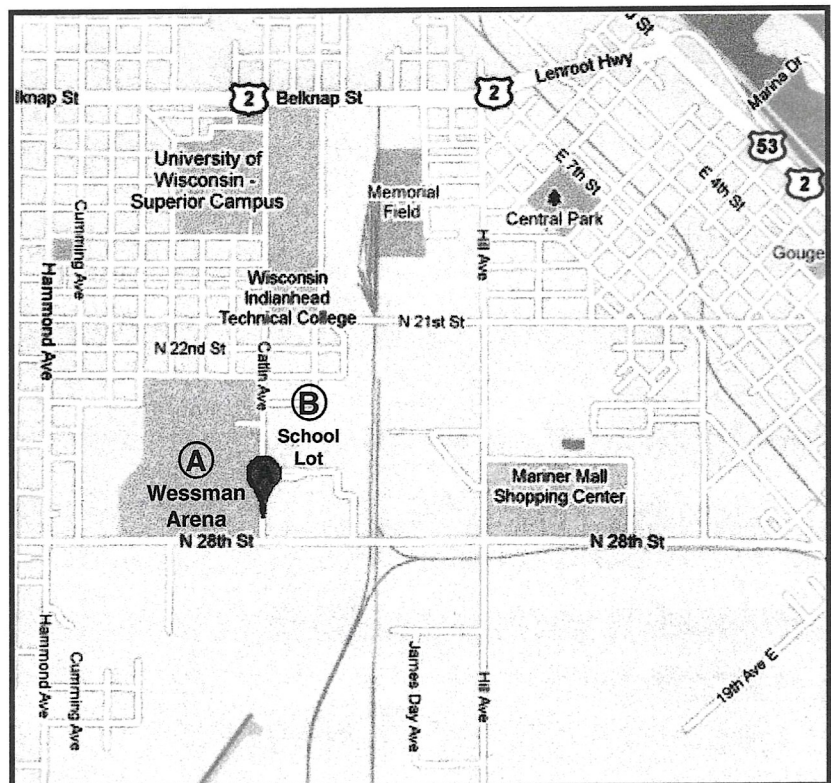 Lenroot Hwy
lknap St
2
Belknap St
2
Marina Dr
53
2
University of
Wisconsin -
Superior Campus
Memorial
Field
E 7th St
E 4th St
Central Park
Cumming Ave
Hammond Ave
Hill Ave
Gouge
Wisconsin
Indianhead
Technical College
N 21st St
N 22nd St
Catlin Ave
B
School
Lot
A
Wessman
Arena
Mariner Mall
Shopping Center
N 28th St
N 28th St
Hammond Ave
Cumming Ave
James Day Ave
Hill Ave
19th Ave E